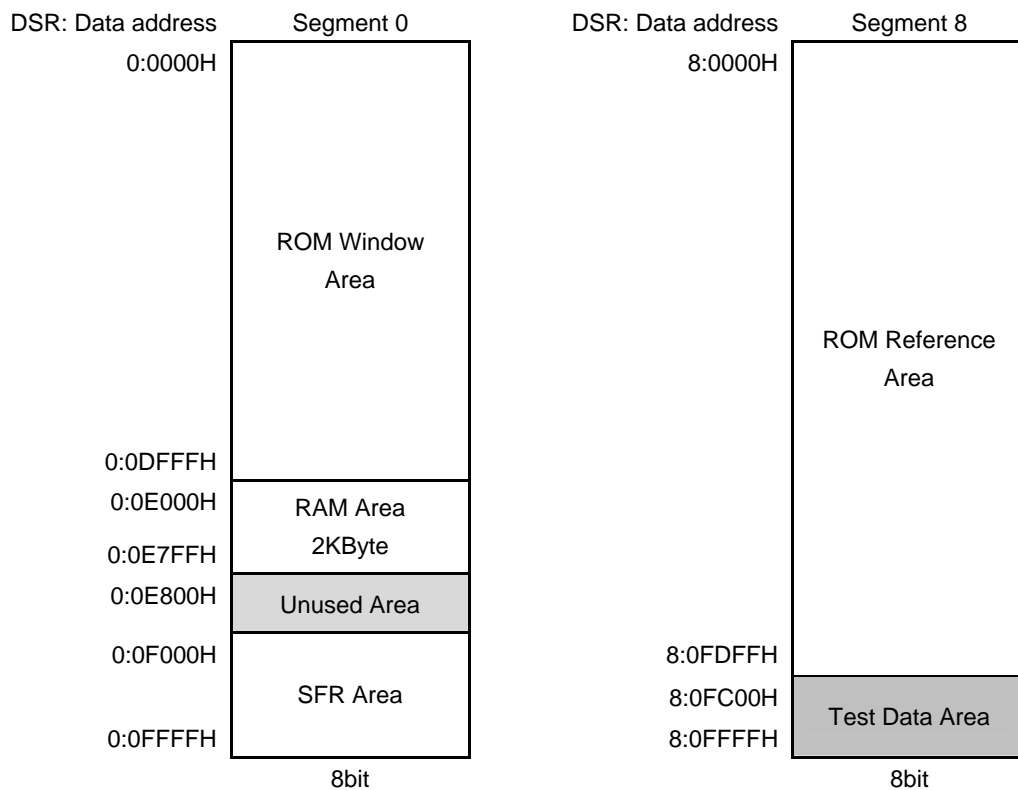 DSR: Data address
Segment 0
0:0000H
ROM Window
Area
0:0DFFFH
0:0E000H
RAM Area
2KByte
0:0E7FFH
0:0E800H
Unused Area
0:0F000H
SFR Area
0:0FFFFH
8bit
DSR: Data address
Segment 8
8:0000H
ROM Reference
Area
8:0FDFFH
8:0FC00H
Test Data Area
8:0FFFFH
8bit